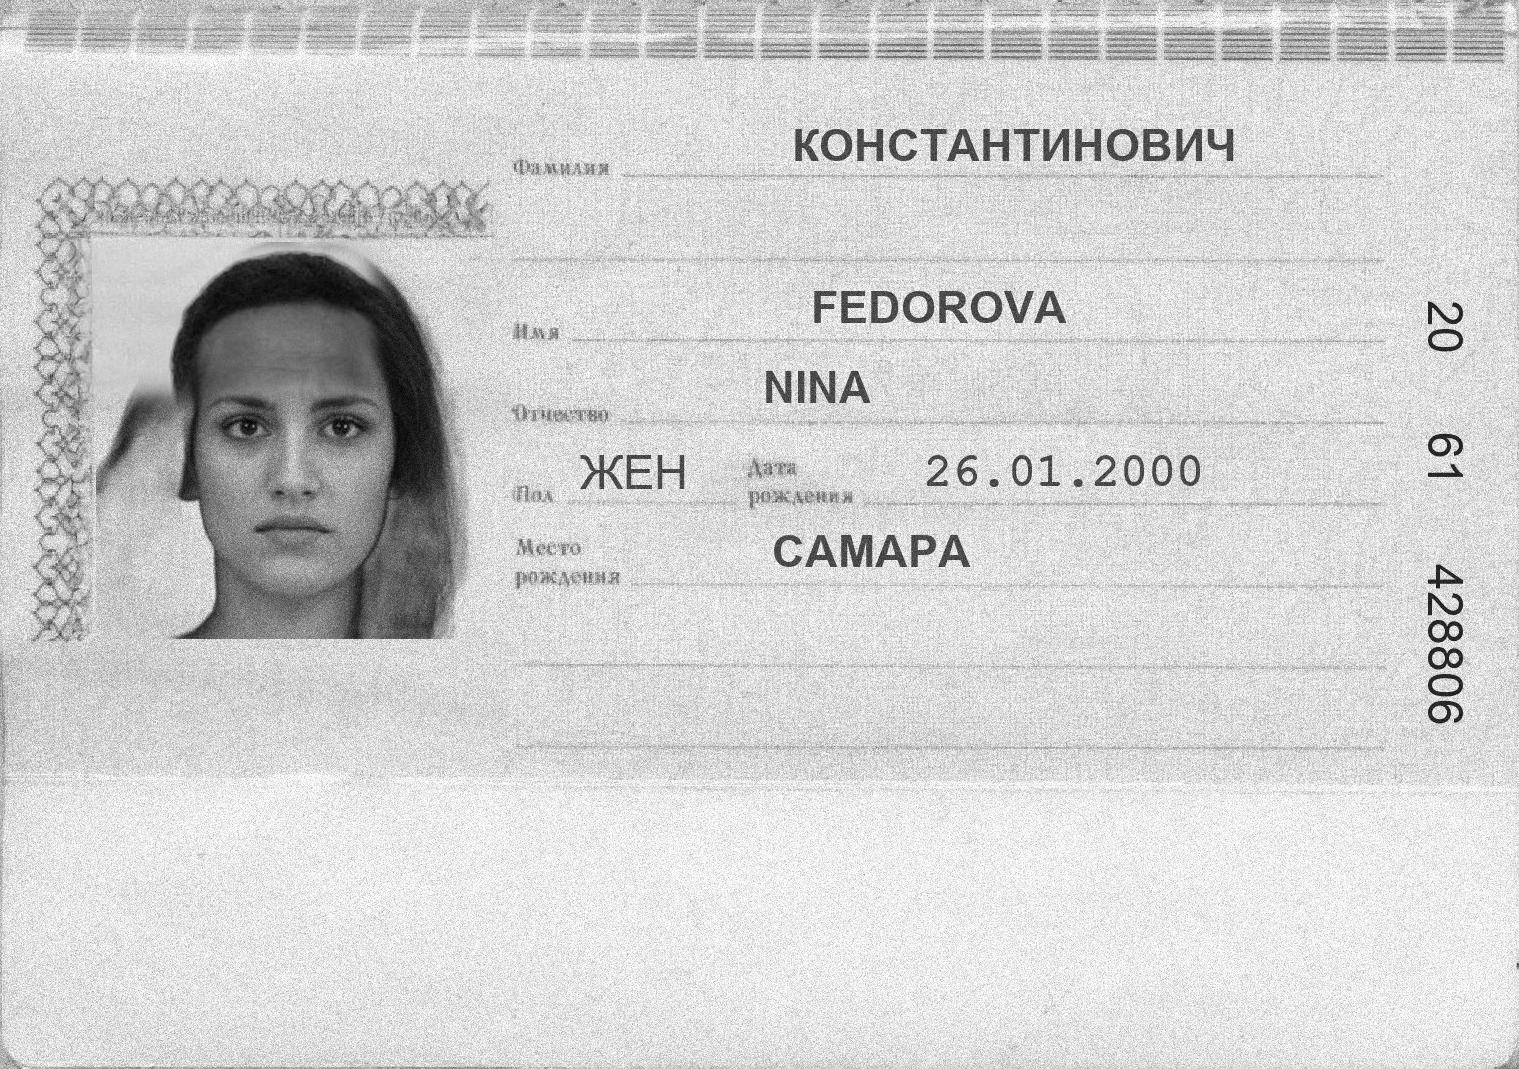 Фамилия КОНСТАНТИНОВИЧ
Имя FEDOROVA
Отчество NINA
Пол ЖЕН Дата рождения 26.01.2000
Место рождения САМАРА
20 61 428806